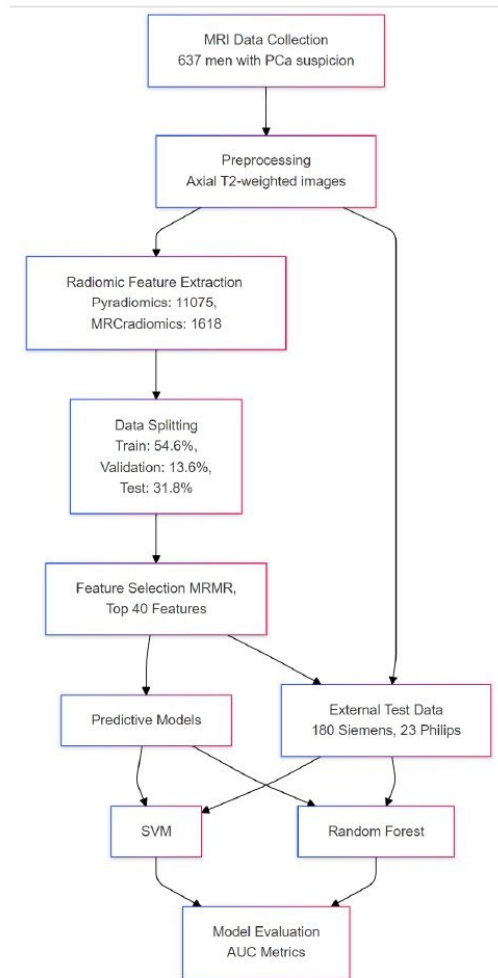 MRI Data Collection
637 men with PCa suspicion
Preprocessing
Axial T2-weighted images
Radiomic Feature Extraction
Pyradiomics: 11075,
MRCradiomics: 1618
Data Splitting
Train: 54.6%,
Validation: 13.6%,
Test: 31.8%
Feature Selection MRMR,
Top 40 Features
Predictive Models
External Test Data
180 Siemens, 23 Philips
SVM
Random Forest
Model Evaluation
AUC Metrics